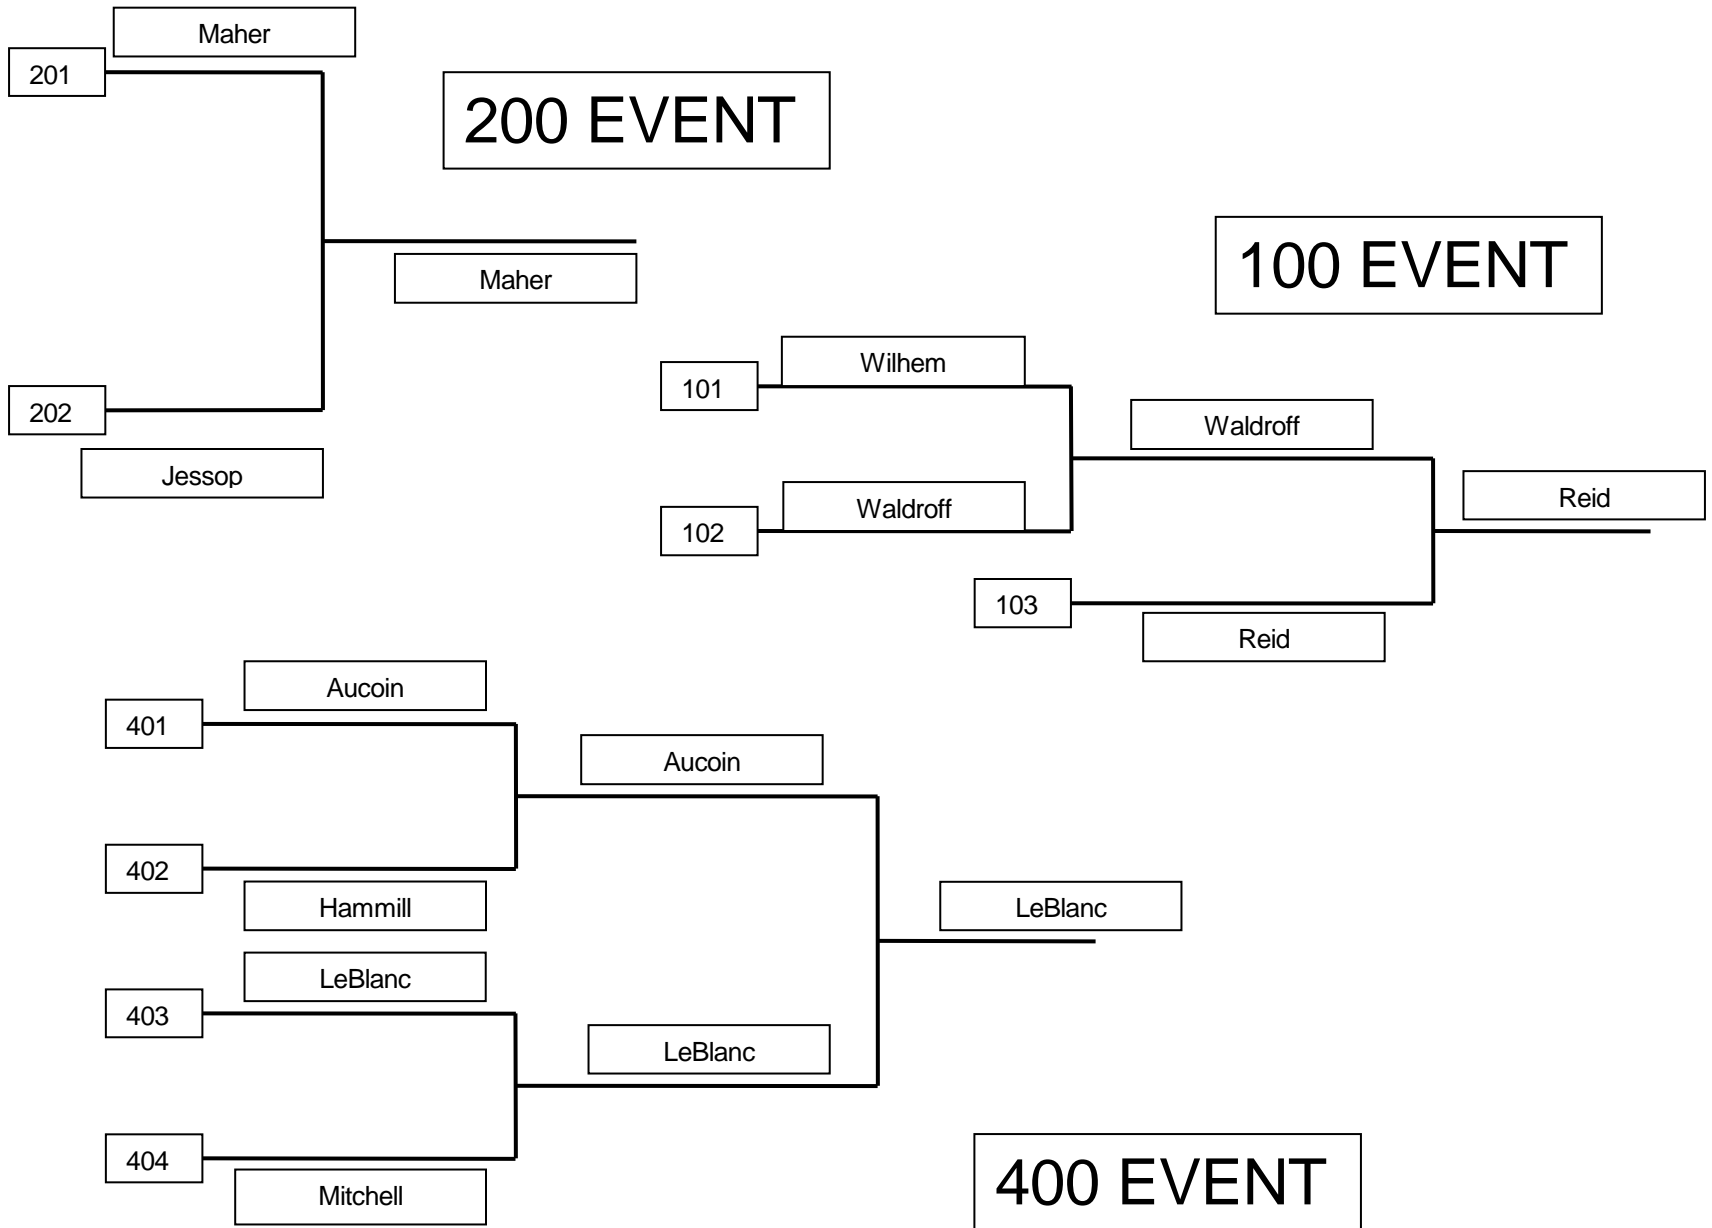 Maher
201
200 EVENT
Maher
202
Jessop
100 EVENT
Wilhem
101
Waldroff
Waldroff
102
Reid
103
Reid
Aucoin
401
Aucoin
402
Hammill
LeBlanc
LeBlanc
403
LeBlanc
404
Mitchell
400 EVENT